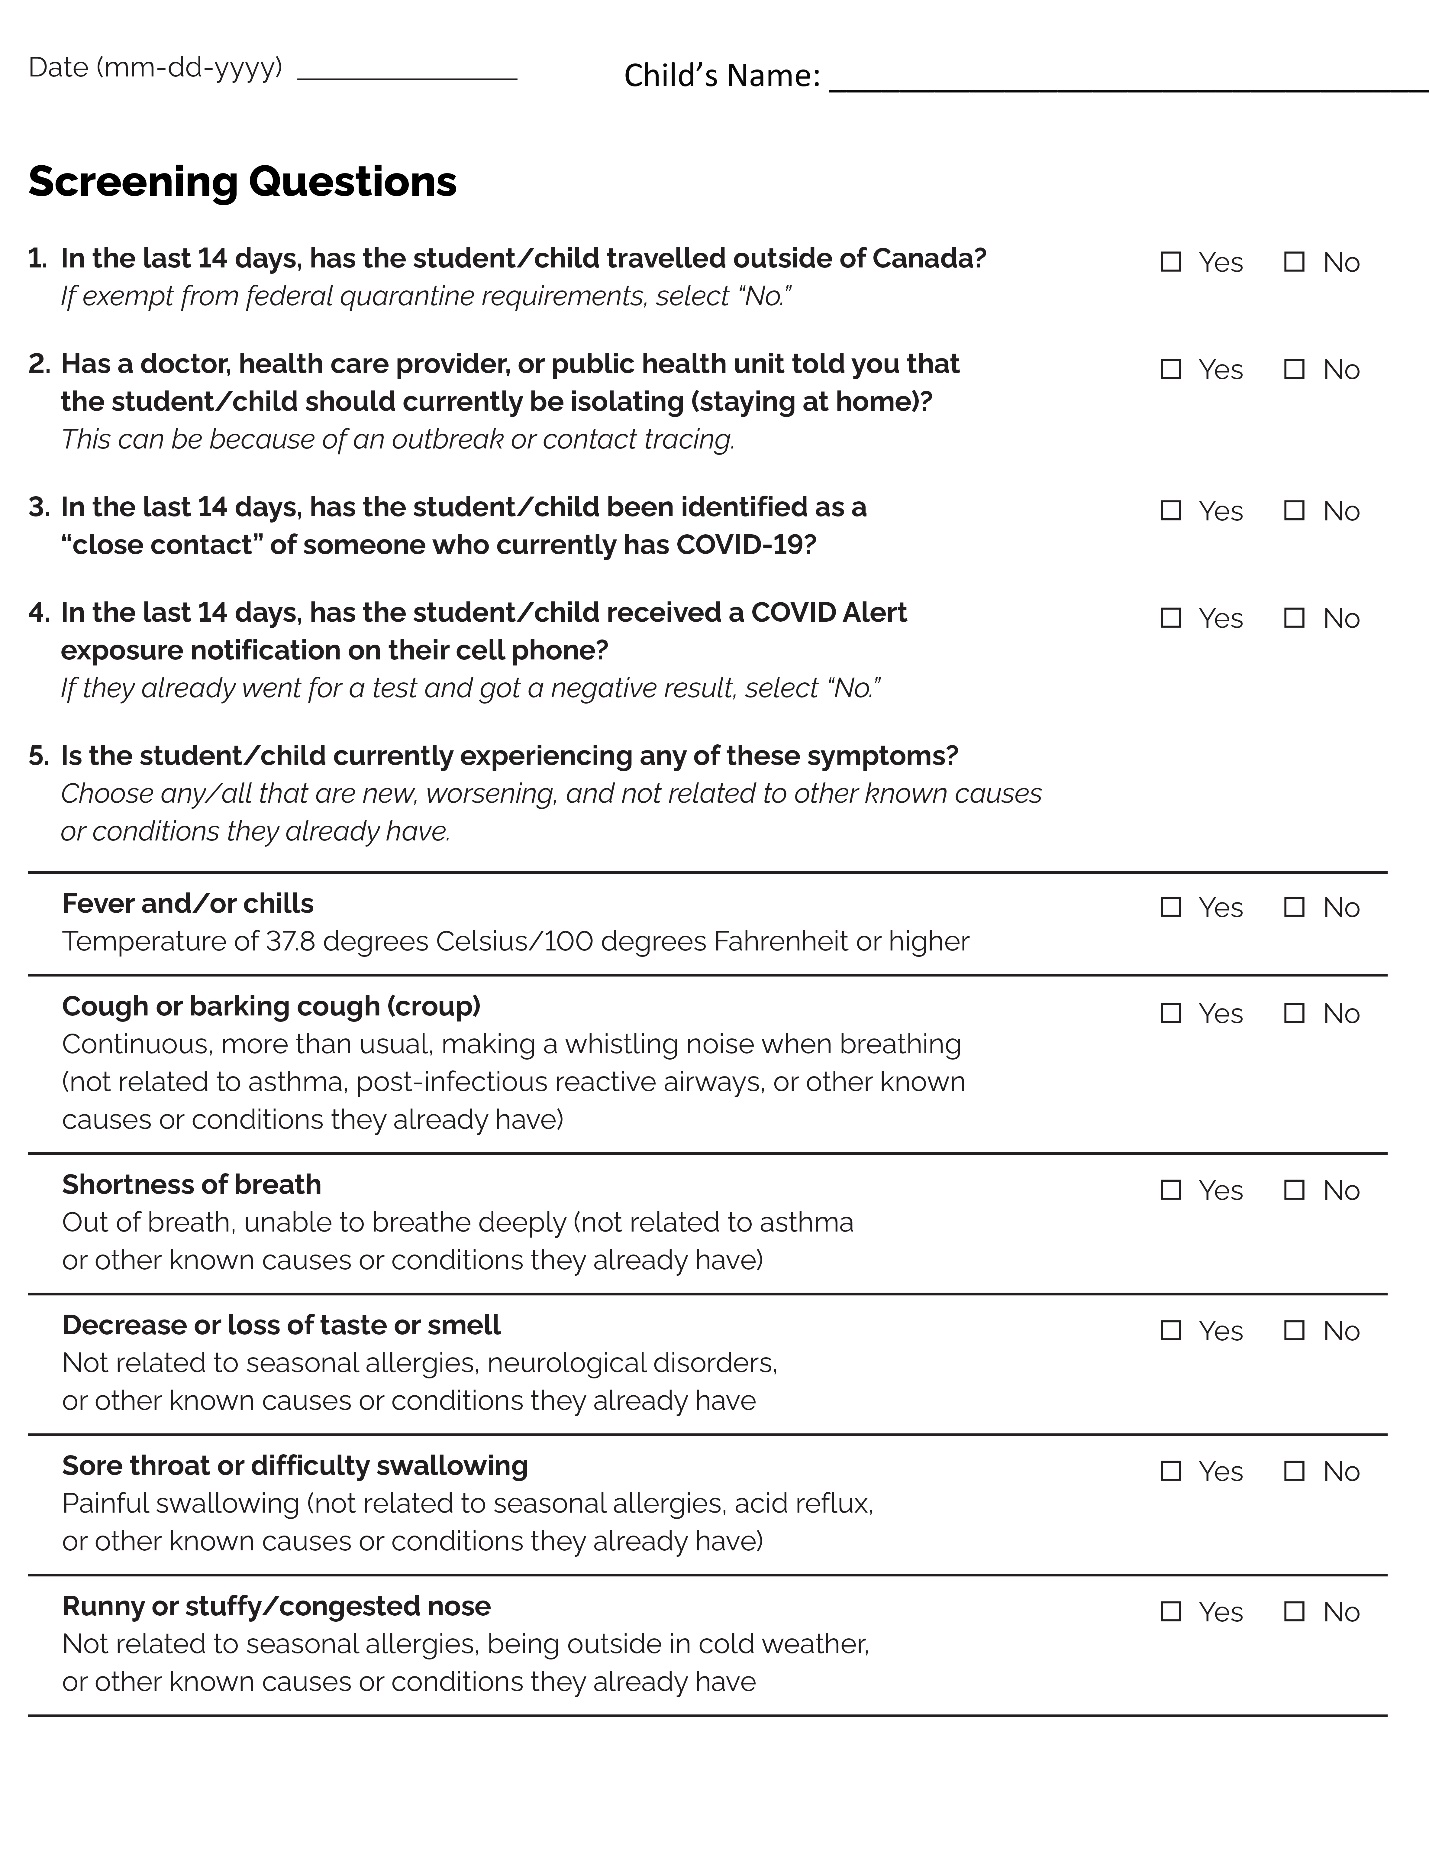 Date (mm-dd-yyyy) ____________ Child’s Name: ____________________________
Screening Questions
1. In the last 14 days, has the student/child travelled outside of Canada? ☐ Yes ☐ No
If exempt from federal quarantine requirements, select “No.”
2. Has a doctor, health care provider, or public health unit told you that ☐ Yes ☐ No
the student/child should currently be isolating (staying at home)?
This can be because of an outbreak or contact tracing.
3. In the last 14 days, has the student/child been identified as a ☐ Yes ☐ No
“close contact” of someone who currently has COVID-19?
4. In the last 14 days, has the student/child received a COVID Alert ☐ Yes ☐ No
exposure notification on their cell phone?
If they already went for a test and got a negative result, select “No.”
5. Is the student/child currently experiencing any of these symptoms?
Choose any/all that are new, worsening, and not related to other known causes
or conditions they already have.
Fever and/or chills ☐ Yes ☐ No
Temperature of 37.8 degrees Celsius/100 degrees Fahrenheit or higher
Cough or barking cough (croup) ☐ Yes ☐ No
Continuous, more than usual, making a whistling noise when breathing
(not related to asthma, post-infectious reactive airways, or other known
causes or conditions they already have)
Shortness of breath ☐ Yes ☐ No
Out of breath, unable to breathe deeply (not related to asthma
or other known causes or conditions they already have)
Decrease or loss of taste or smell ☐ Yes ☐ No
Not related to seasonal allergies, neurological disorders,
or other known causes or conditions they already have
Sore throat or difficulty swallowing ☐ Yes ☐ No
Painful swallowing (not related to seasonal allergies, acid reflux,
or other known causes or conditions they already have)
Runny or stuffy/congested nose ☐ Yes ☐ No
Not related to seasonal allergies, being outside in cold weather,
or other known causes or conditions they already have